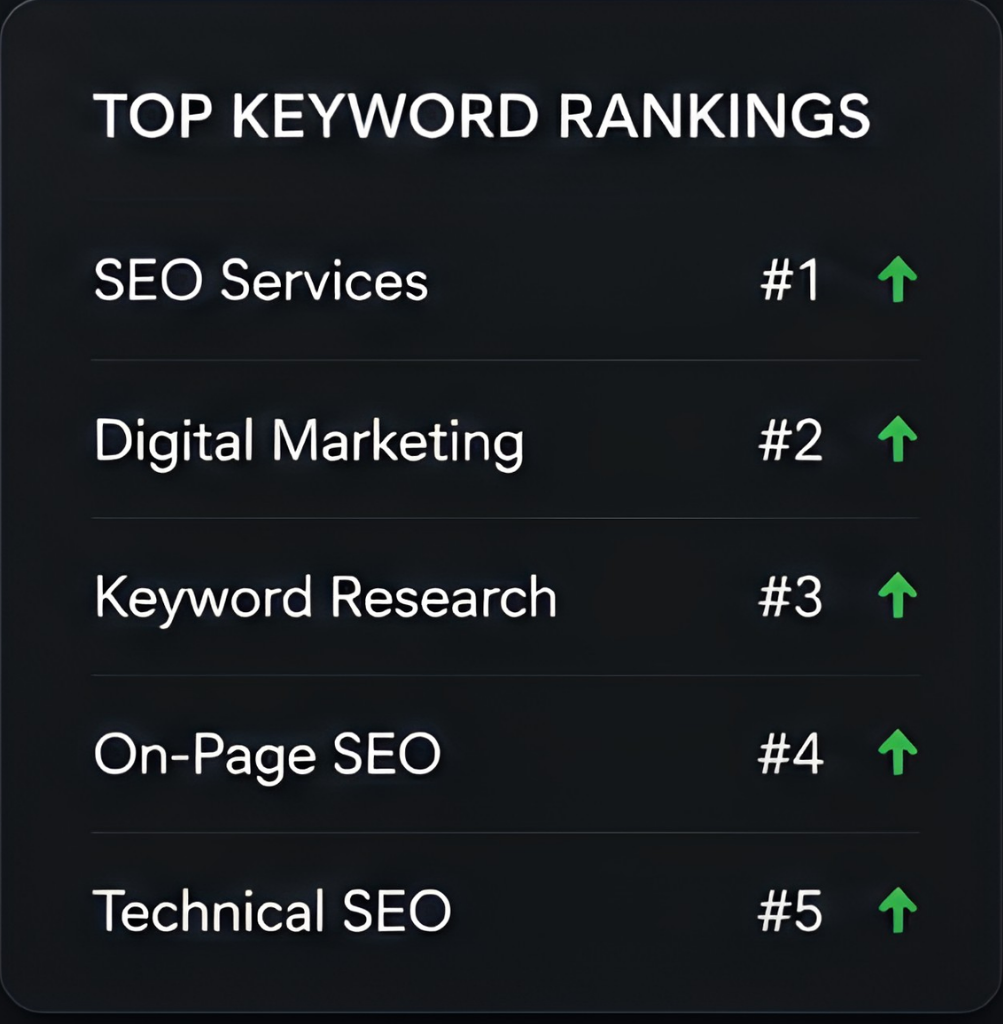 TOP KEYWORD RANKINGS
SEO Services #1 ↑
Digital Marketing #2 ↑
Keyword Research #3 ↑
On-Page SEO #4 ↑
Technical SEO #5 ↑